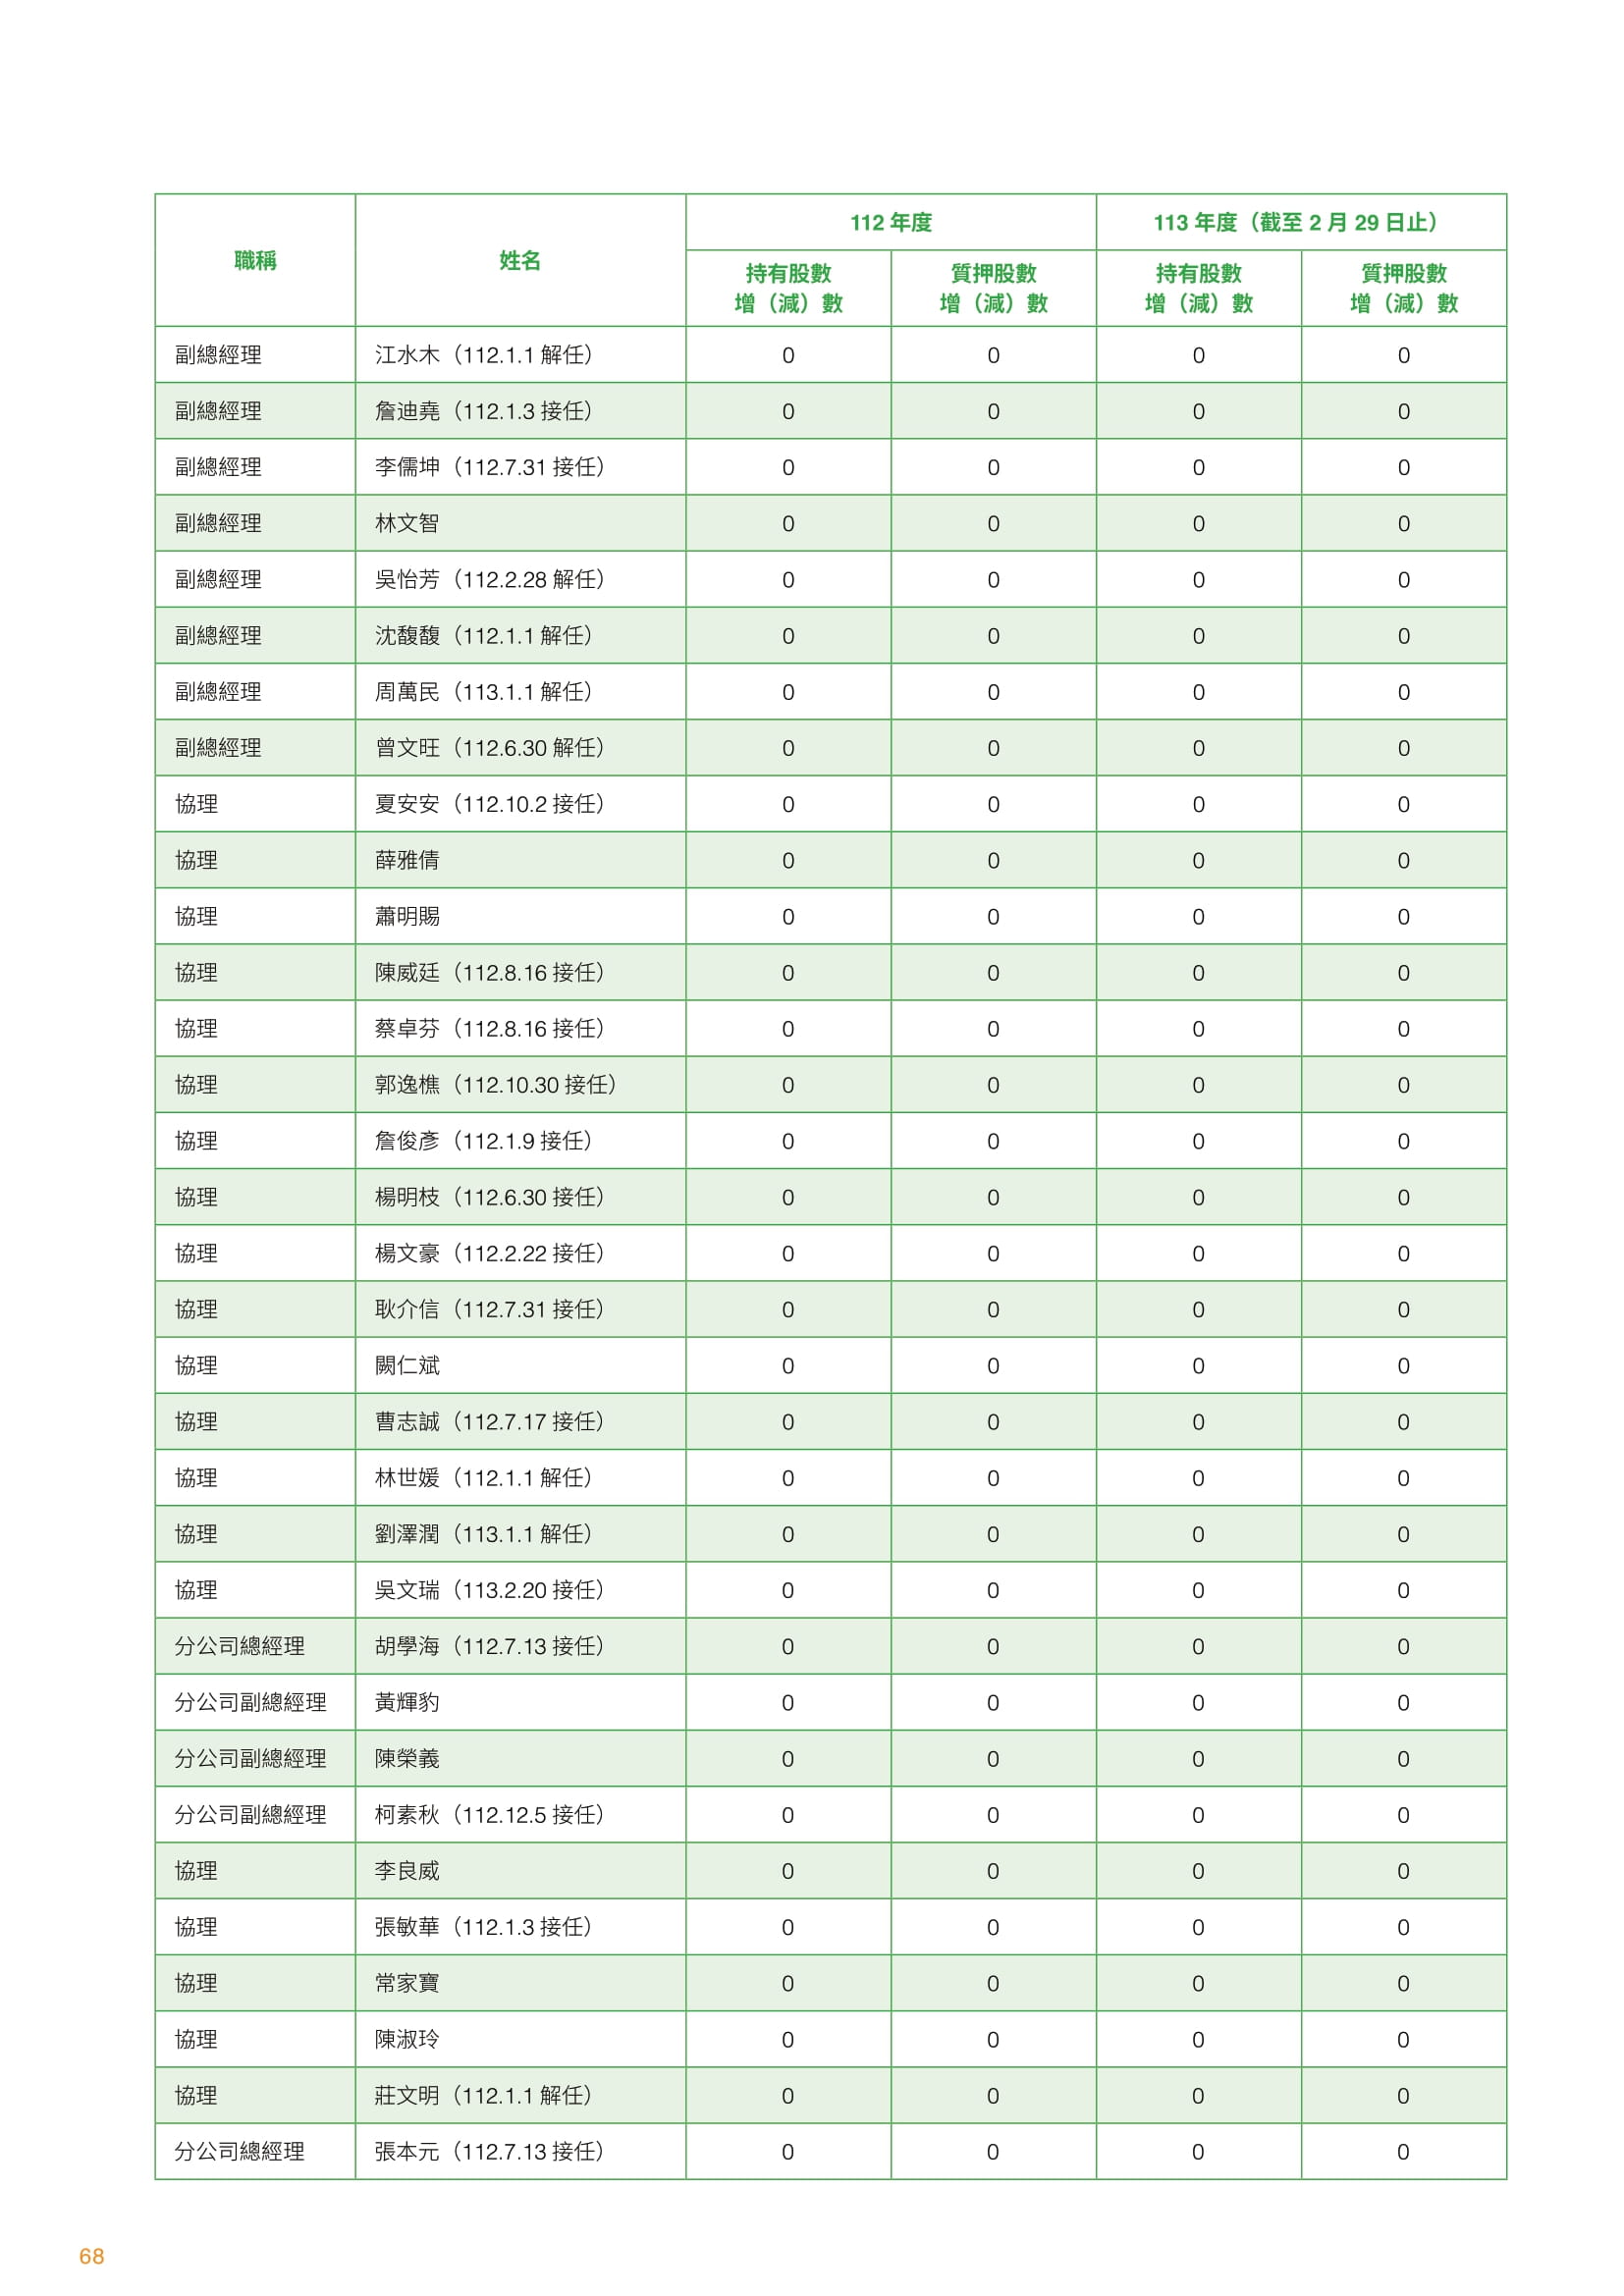 職稱 姓名 112 年度 113 年度（截至 2 月 29 日止）
持有股數 質押股數 持有股數 質押股數
增（減）數 增（減）數 增（減）數 增（減）數
副總經理 江水木（112.1.1 解任） 0 0 0 0
副總經理 詹迪堯（112.1.3 接任） 0 0 0 0
副總經理 李儒坤（112.7.31 接任） 0 0 0 0
副總經理 林文智 0 0 0 0
副總經理 吳怡芳（112.2.28 解任） 0 0 0 0
副總經理 沈馥馥（112.1.1 解任） 0 0 0 0
副總經理 周萬民（113.1.1 解任） 0 0 0 0
副總經理 曾文旺（112.6.30 解任） 0 0 0 0
協理 夏安安（112.10.2 接任） 0 0 0 0
協理 薛雅倩 0 0 0 0
協理 蕭明賜 0 0 0 0
協理 陳威廷（112.8.16 接任） 0 0 0 0
協理 蔡卓芬（112.8.16 接任） 0 0 0 0
協理 郭逸樵（112.10.30 接任） 0 0 0 0
協理 詹俊彥（112.1.9 接任） 0 0 0 0
協理 楊明枝（112.6.30 接任） 0 0 0 0
協理 楊文豪（112.2.22 接任） 0 0 0 0
協理 耿介信（112.7.31 接任） 0 0 0 0
協理 闕仁斌 0 0 0 0
協理 曹志誠（112.7.17 接任） 0 0 0 0
協理 林世媛（112.1.1 解任） 0 0 0 0
協理 劉澤潤（113.1.1 解任） 0 0 0 0
協理 吳文瑞（113.2.20 接任） 0 0 0 0
分公司總經理 胡學海（112.7.13 接任） 0 0 0 0
分公司副總經理 黃輝豹 0 0 0 0
分公司副總經理 陳榮義 0 0 0 0
分公司副總經理 柯素秋（112.12.5 接任） 0 0 0 0
協理 李良威 0 0 0 0
協理 張敏華（112.1.3 接任） 0 0 0 0
協理 常家寶 0 0 0 0
協理 陳淑玲 0 0 0 0
協理 莊文明（112.1.1 解任） 0 0 0 0
分公司總經理 張本元（112.7.13 接任） 0 0 0 0
68